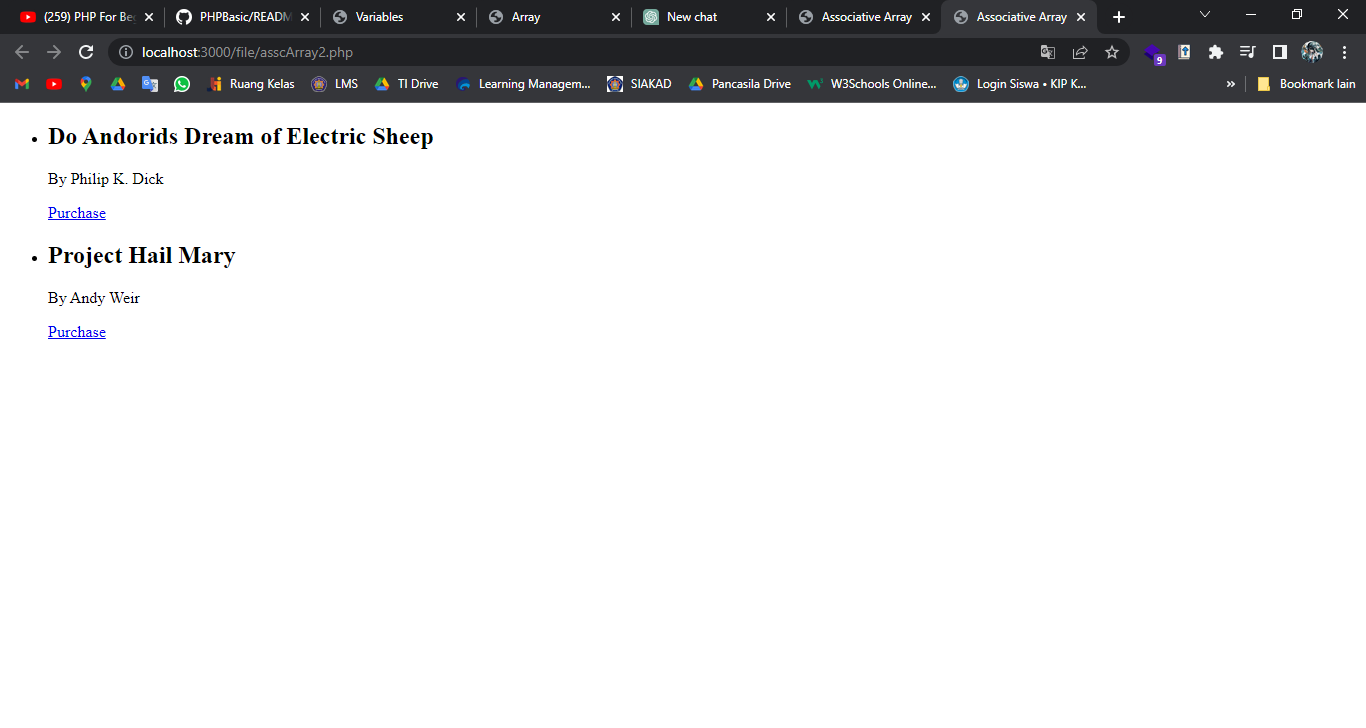 (259) PHP For Be
PHPBasic/READM
Variables
Array
New chat
Associative Array
Associative Array
localhost:3000/file/asscArray2.php
9
Ruang Kelas
LMS
TI Drive
Learning Managem...
SIAKAD
Pancasila Drive
W3Schools Online...
Login Siswa • KIP K...
»
Bookmark lain
Do Andorids Dream of Electric Sheep
By Philip K. Dick
Purchase
Project Hail Mary
By Andy Weir
Purchase